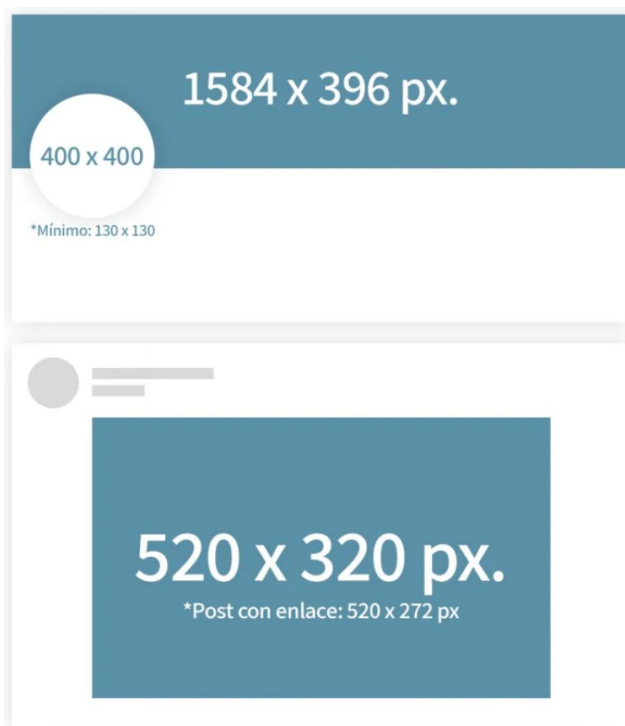 1584 x 396 px.
400 x 400
*Mínimo: 130 x 130
520 x 320 px.
*Post con enlace: 520 x 272 px